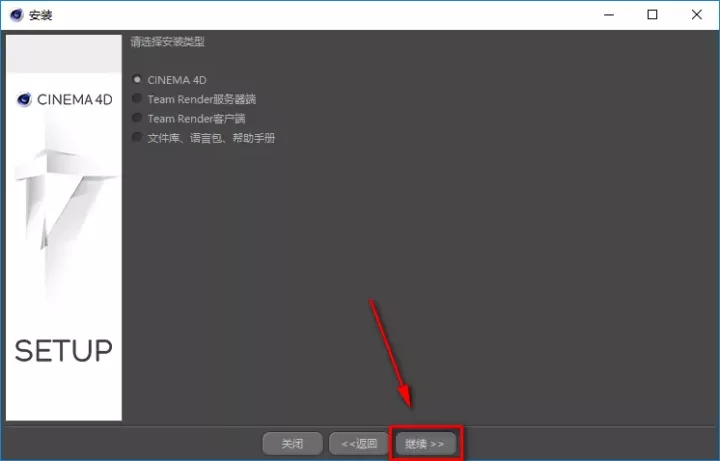 安装
请选择安装类型
CINEMA 4D
CINEMA 4D
Team Render服务器端
Team Render客户端
文件库、语言包、帮助手册
SETUP
关闭
<<返回
继续 >>